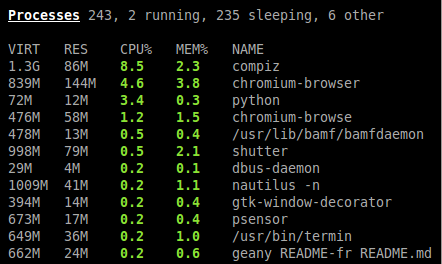 Processes 243, 2 running, 235 sleeping, 6 other
VIRT RES CPU% MEM% NAME
1.3G 86M 8.5 2.3 compiz
839M 144M 4.6 3.8 chromium-browser
72M 12M 3.4 0.3 python
476M 58M 1.2 1.5 chromium-browse
478M 13M 0.5 0.4 /usr/lib/bamf/bamfdaemon
998M 79M 0.5 2.1 shutter
29M 4M 0.2 0.1 dbus-daemon
1009M 41M 0.2 1.1 nautilus -n
394M 14M 0.2 0.4 gtk-window-decorator
673M 17M 0.2 0.4 psensor
649M 36M 0.2 1.0 /usr/bin/termin
662M 24M 0.2 0.6 geany README-fr README.md